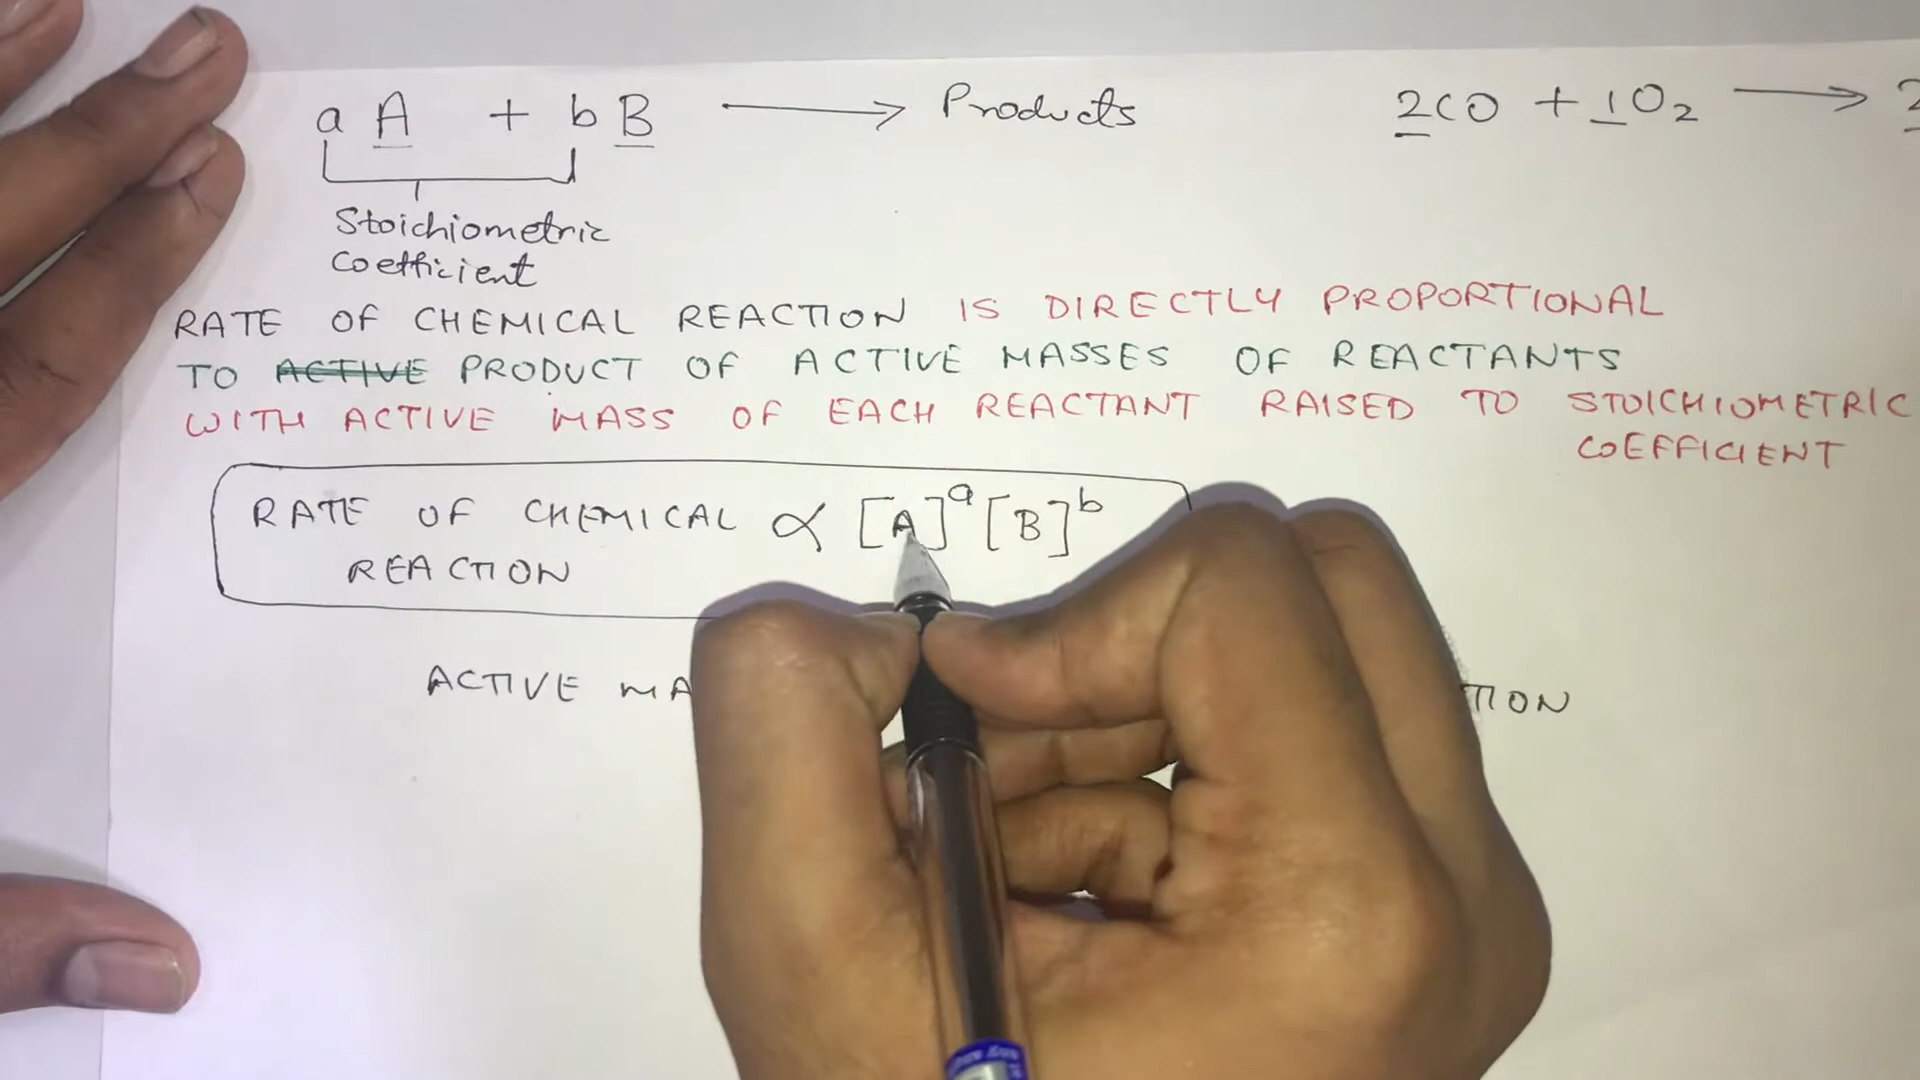 a A + b B ⟶ Products 2CO + 1O₂ ⟶ 2
Stoichiometric
coefficient
RATE OF CHEMICAL REACTION IS DIRECTLY PROPORTIONAL
TO ACTIVE PRODUCT OF ACTIVE MASSES OF REACTANTS
WITH ACTIVE MASS OF EACH REACTANT RAISED TO STOICHIOMETRIC
COEFFICIENT
RATE OF CHEMICAL ∝ [A]ᵃ [B]ᵇ
REACTION
ACTIVE MA TION